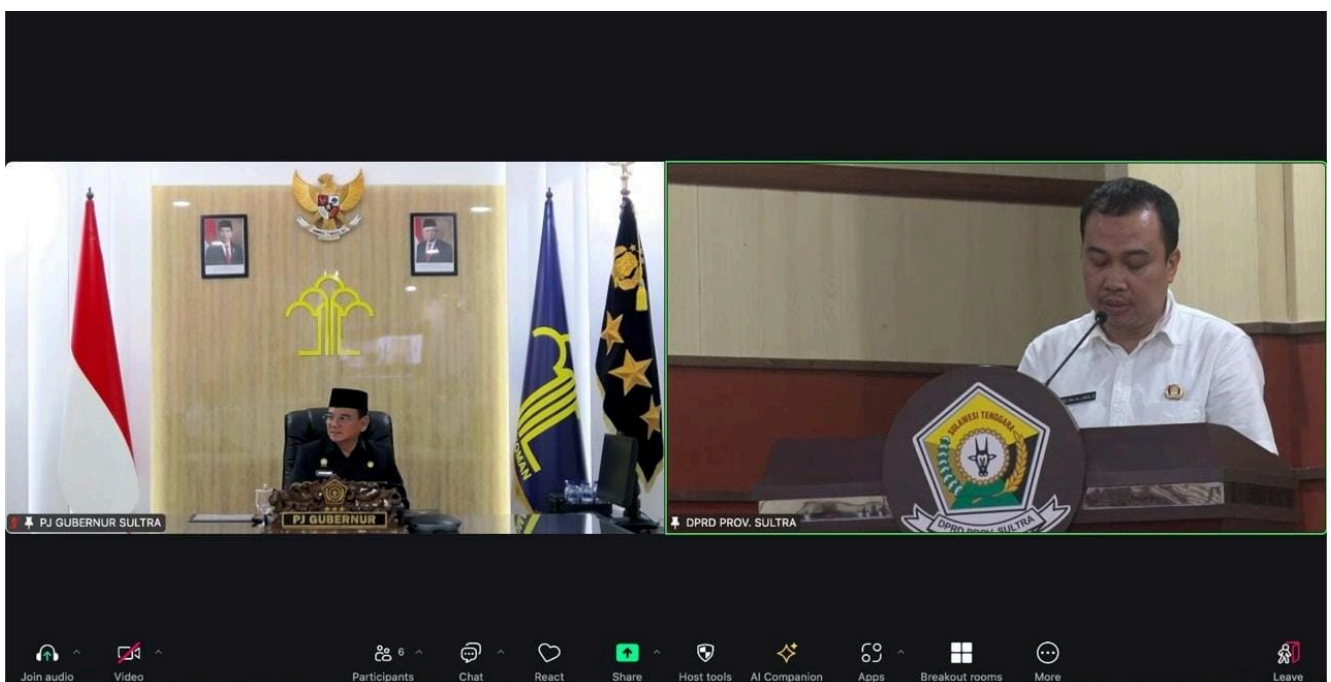 OMAN
PJ GUBERNUR
PJ GUBERNUR SULTRA
SULAWESI TENGGARA
DPRD PROV. SULTRA
DPRD PROV. SULTRA
Join audio
Video
6
Participants
Chat
React
Share
Host tools
AI Companion
Apps
Breakout rooms
More
Leave